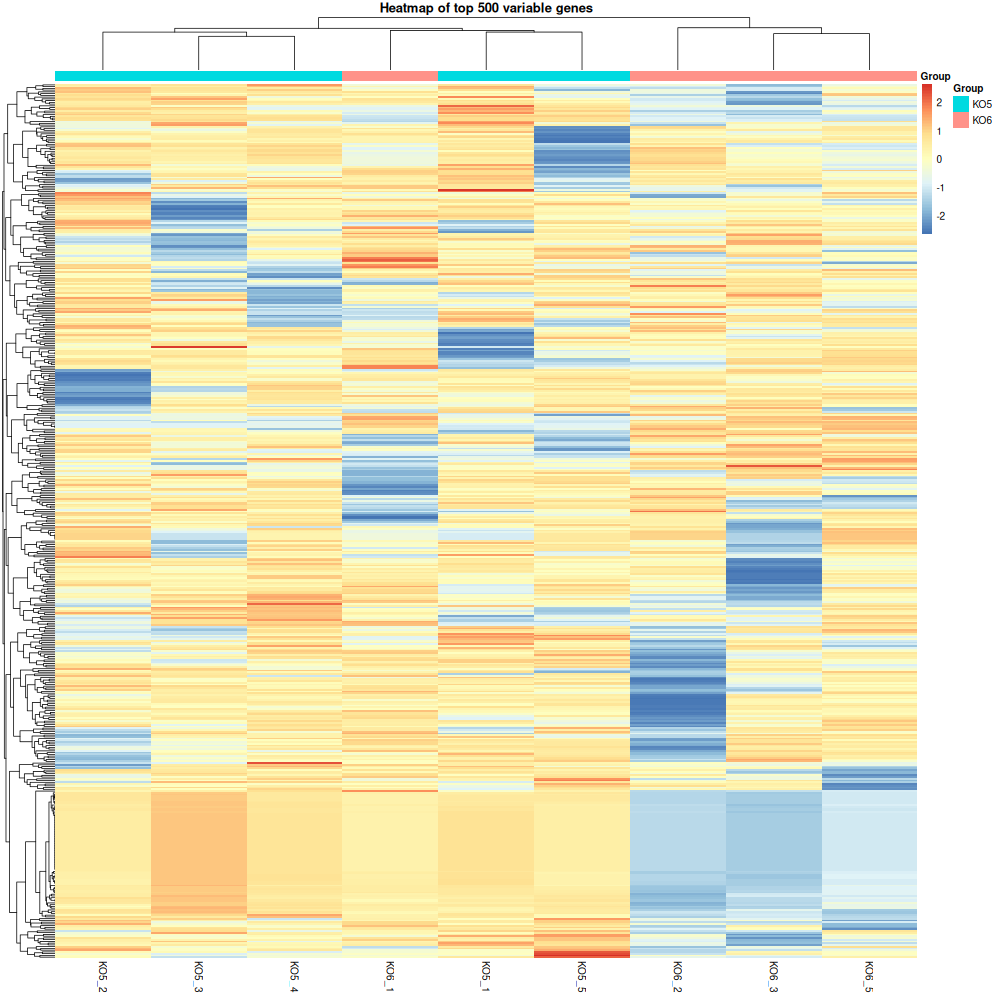 Heatmap of top 500 variable genes
Group
Group
KO5
KO6
2
1
0
-1
-2
KO5_2
KO5_3
KO5_4
KO6_1
KO5_1
KO5_5
KO6_2
KO6_3
KO6_5